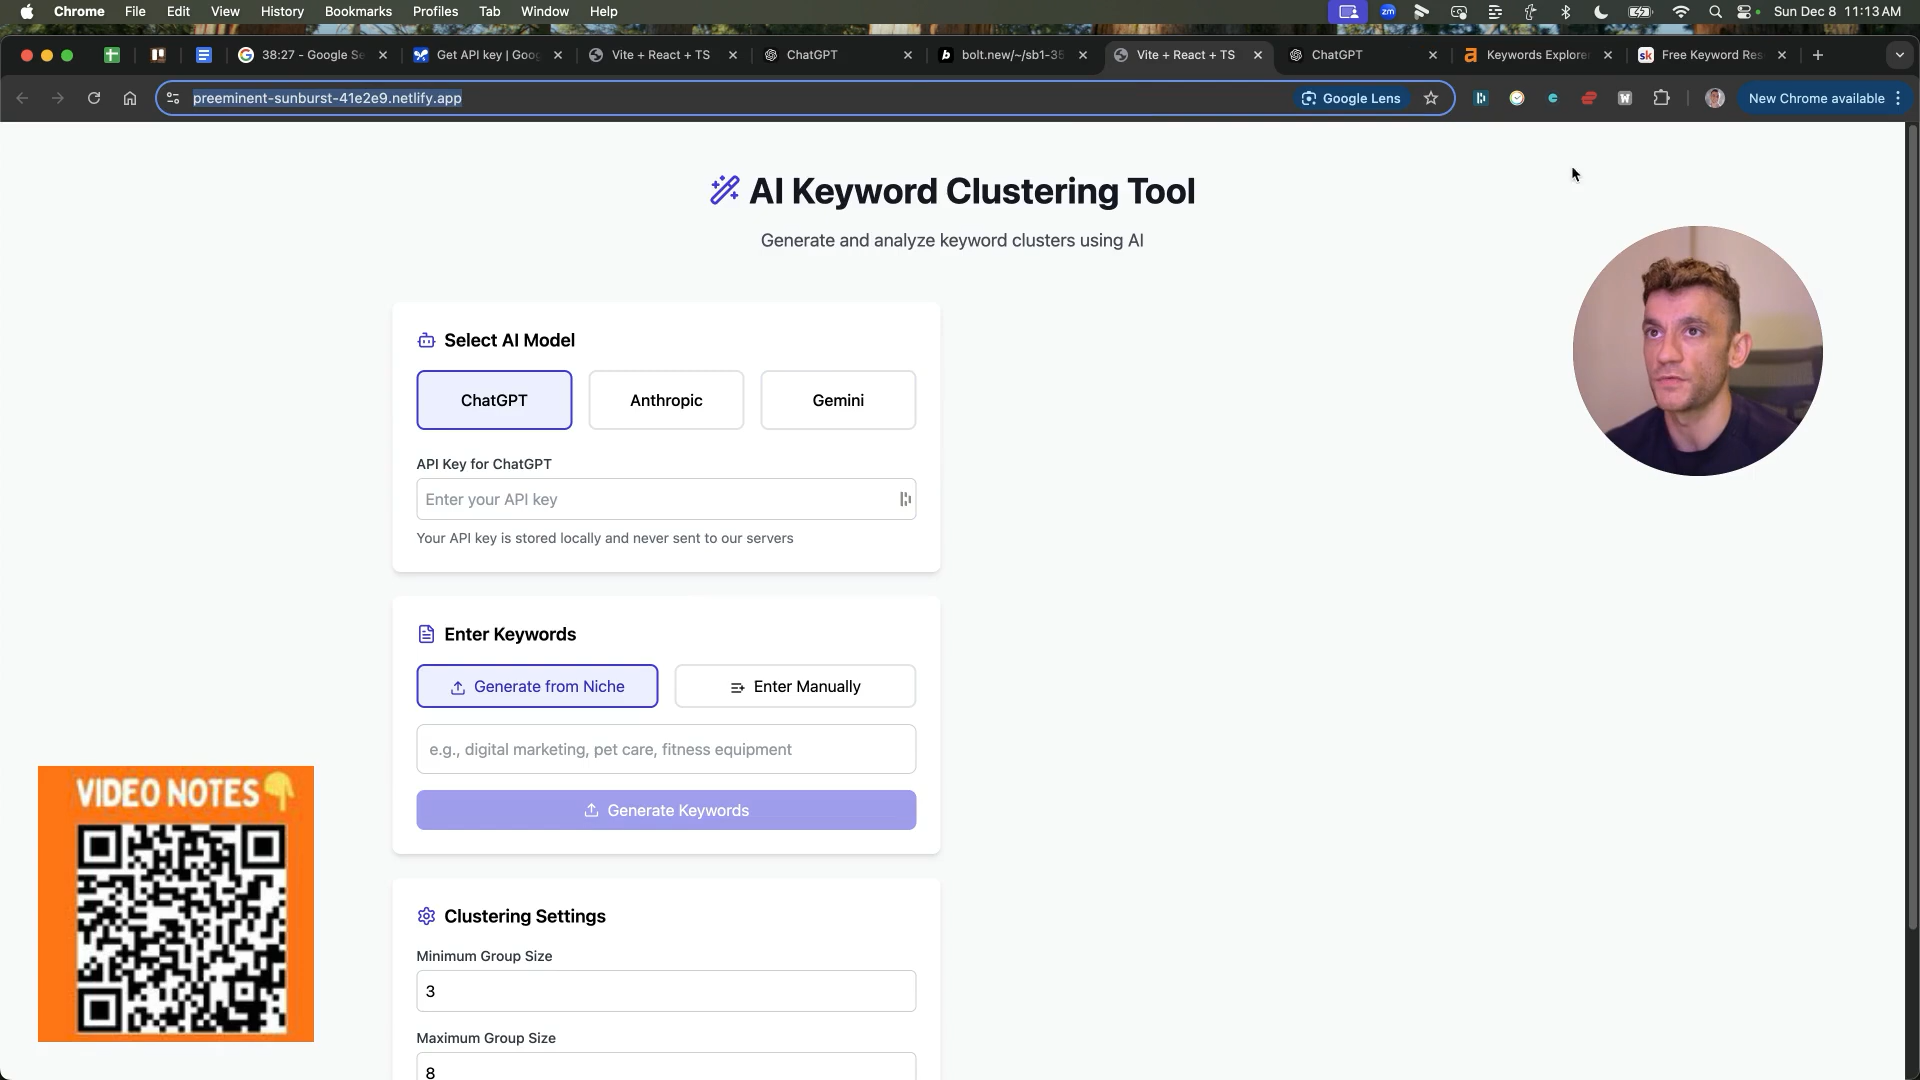 Chrome File Edit View History Bookmarks Profiles Tab Window Help
zm
Sun Dec 8 11:13 AM
38:27 - Google Se
Get API key | Goog
Vite + React + TS
ChatGPT
b
bolt.new/~/sb1-35
Vite + React + TS
ChatGPT
a
Keywords Explorer
sk
Free Keyword Res
preeminent-sunburst-41e2e9.netlify.app
Google Lens
W
New Chrome available
AI Keyword Clustering Tool
Generate and analyze keyword clusters using AI
Select AI Model
ChatGPT
Anthropic
Gemini
API Key for ChatGPT
Enter your API key
Your API key is stored locally and never sent to our servers
Enter Keywords
Generate from Niche
Enter Manually
e.g., digital marketing, pet care, fitness equipment
Generate Keywords
VIDEO NOTES
Clustering Settings
Minimum Group Size
3
Maximum Group Size
8